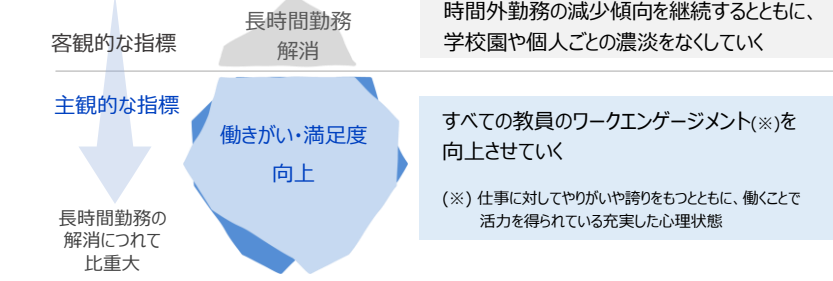 客観的な指標
長時間勤務
解消
時間外勤務の減少傾向を継続するとともに、
学校園や個人ごとの濃淡をなくしていく
主観的な指標
働きがい・満足度
向上
すべての教員のワークエンゲージメント(※)を
向上させていく
(※) 仕事に対してやりがいや誇りをもつとともに、働くことで
活力を得られている充実した心理状態
長時間勤務の
解消につれて
比重大